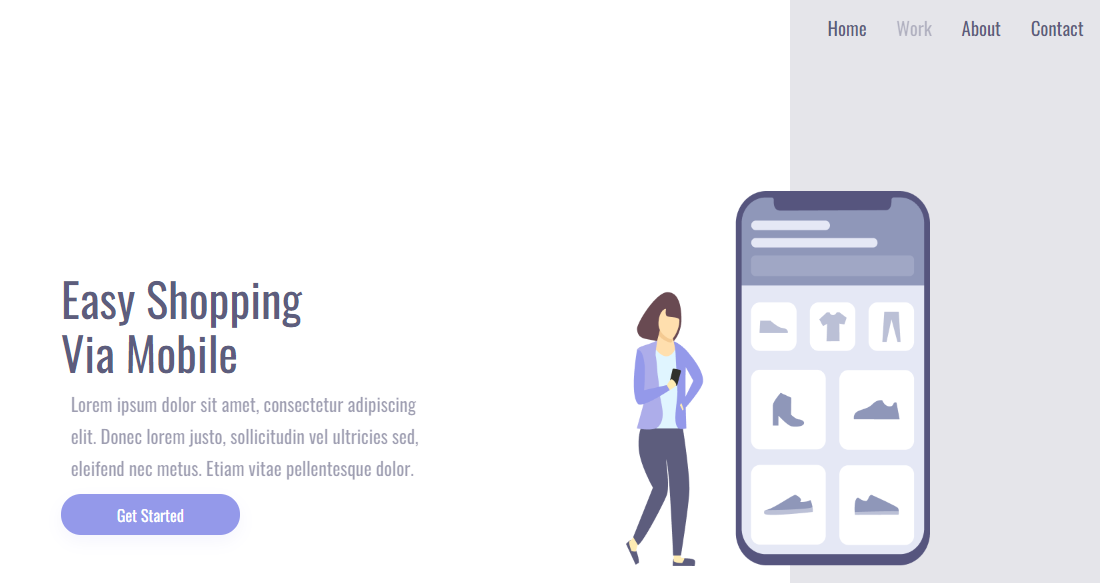 Home Work About Contact
Easy Shopping
Via Mobile
Lorem ipsum dolor sit amet, consectetur adipiscing
elit. Donec lorem justo, sollicitudin vel ultricies sed,
eleifend nec metus. Etiam vitae pellentesque dolor.
Get Started